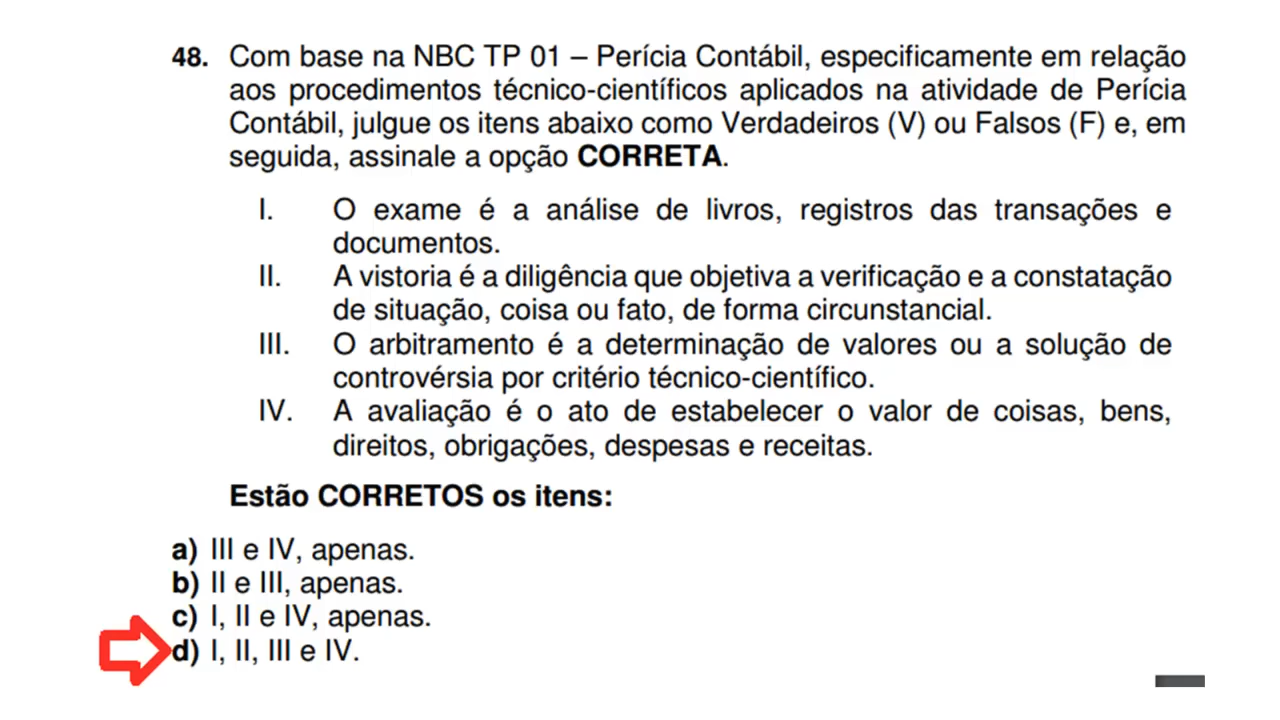 48. Com base na NBC TP 01 – Perícia Contábil, especificamente em relação
aos procedimentos técnico-científicos aplicados na atividade de Perícia
Contábil, julgue os itens abaixo como Verdadeiros (V) ou Falsos (F) e, em
seguida, assinale a opção CORRETA.
I. O exame é a análise de livros, registros das transações e
documentos.
II. A vistoria é a diligência que objetiva a verificação e a constatação
de situação, coisa ou fato, de forma circunstancial.
III. O arbitramento é a determinação de valores ou a solução de
controvérsia por critério técnico-científico.
IV. A avaliação é o ato de estabelecer o valor de coisas, bens,
direitos, obrigações, despesas e receitas.
Estão CORRETOS os itens:
a) III e IV, apenas.
b) II e III, apenas.
c) I, II e IV, apenas.
d) I, II, III e IV.